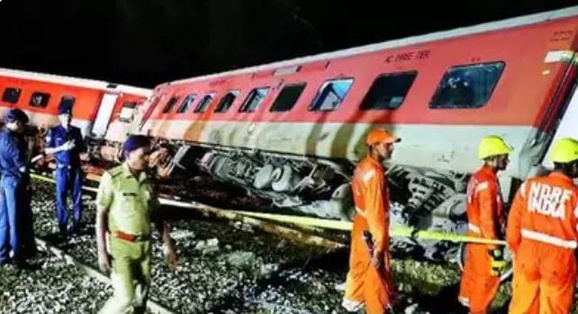 AC THREE TIER
NDRF
INDIA